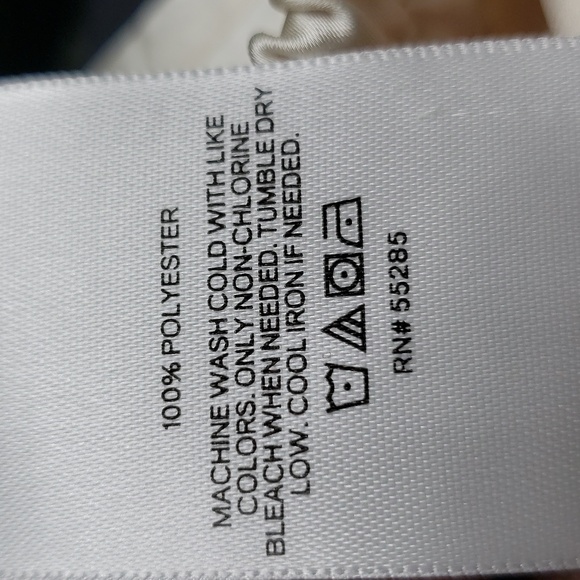 100% POLYESTER
MACHINE WASH COLD WITH LIKE
COLORS. ONLY NON-CHLORINE
BLEACH WHEN NEEDED. TUMBLE DRY
LOW. COOL IRON IF NEEDED.
RN# 55285